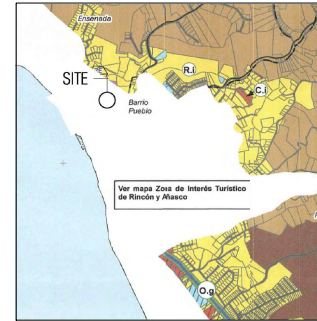 Ensenada
R.i
SITE
C.i
Barrio
Pueblo
Ver mapa Zona de Interés Turístico
de Rincón y Añasco
O.g